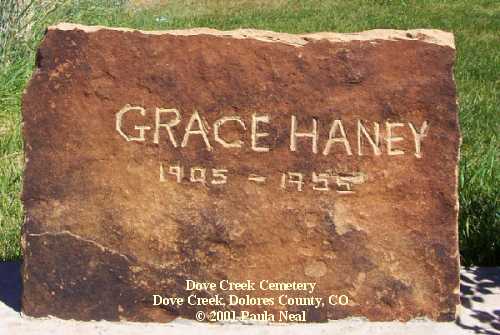 GRACE HANEY
1905 - 1955
Dove Creek Cemetery
Dove Creek, Dolores County, CO.
© 2001 Paula Neal